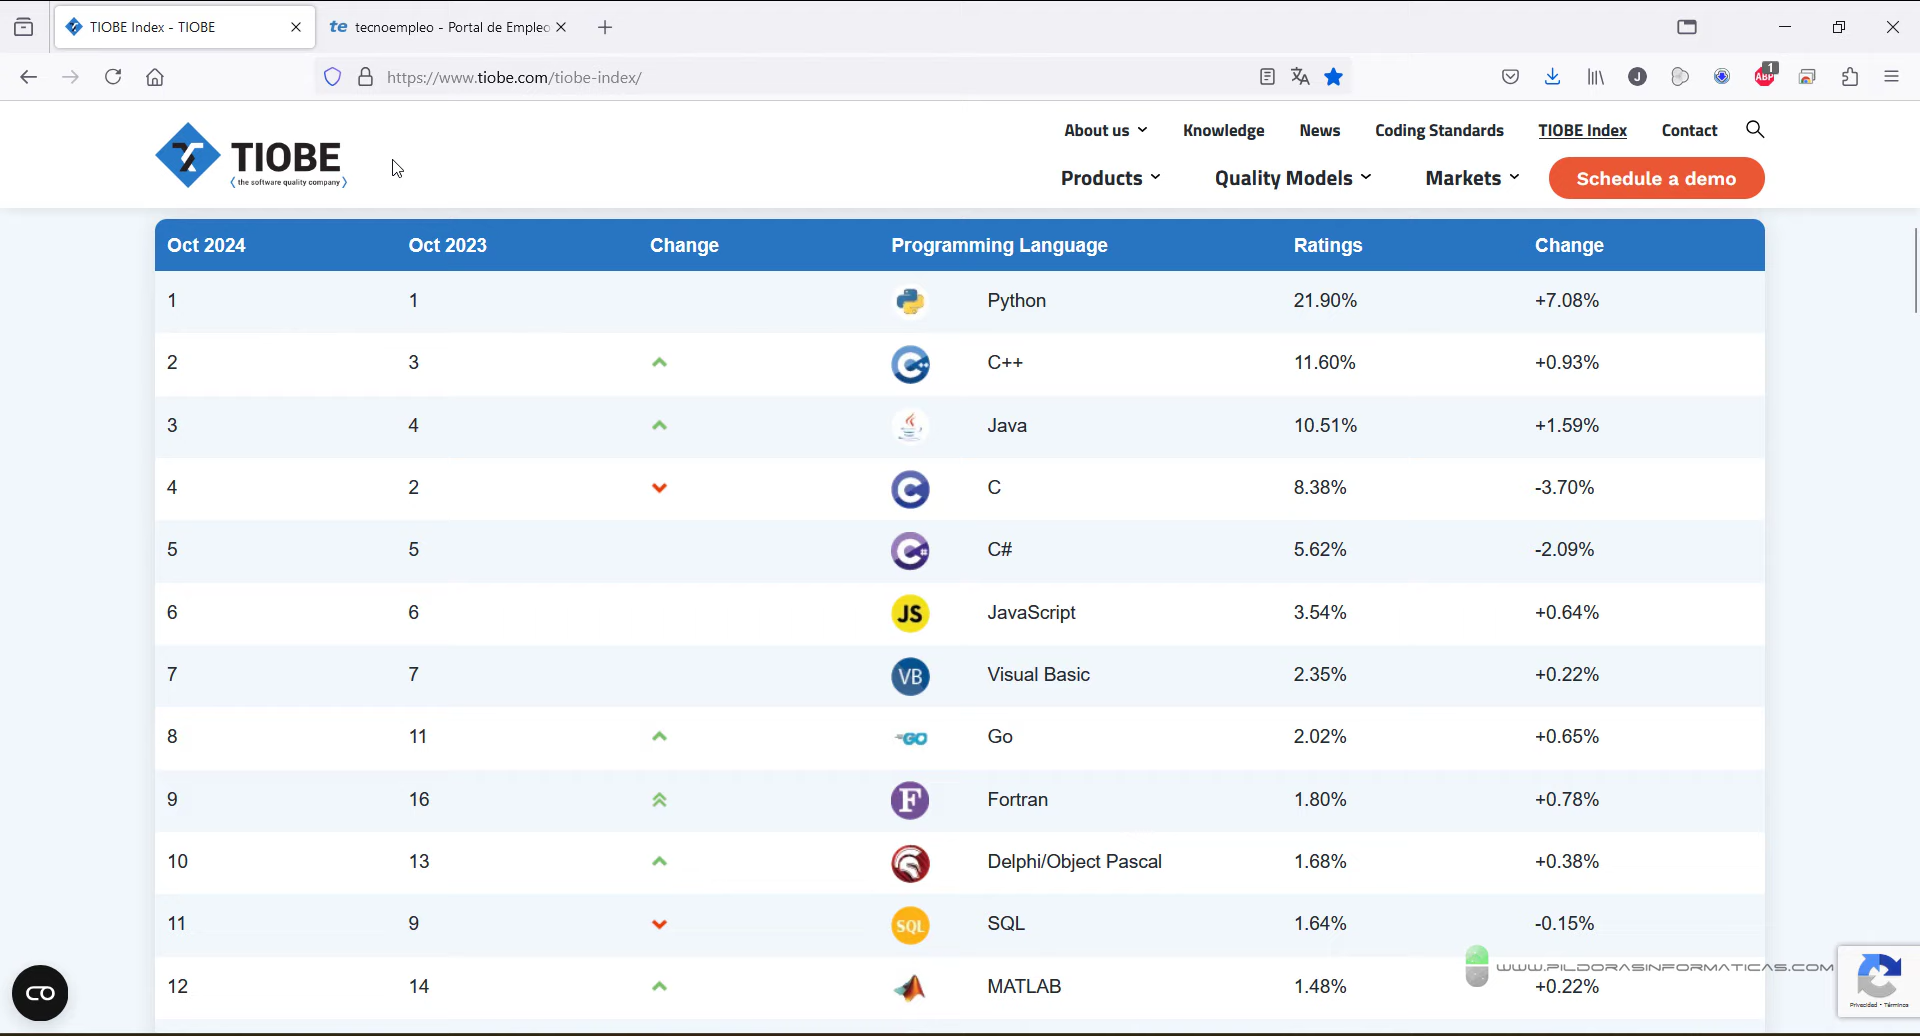 TIOBE Index - TIOBE
te tecnoempleo - Portal de Empleo
https://www.tiobe.com/tiobe-index/
J
ABP
1
TIOBE
the software quality company
About us Knowledge News Coding Standards TIOBE Index Contact
Products Quality Models Markets Schedule a demo
Oct 2024 Oct 2023 Change Programming Language Ratings Change
1 1 Python 21.90% +7.08%
2 3 C++ 11.60% +0.93%
3 4 Java 10.51% +1.59%
4 2 C 8.38% -3.70%
5 5 C# 5.62% -2.09%
6 6 JS JavaScript 3.54% +0.64%
7 7 VB Visual Basic 2.35% +0.22%
8 11 GO Go 2.02% +0.65%
9 16 F Fortran 1.80% +0.78%
10 13 Delphi/Object Pascal 1.68% +0.38%
11 9 SQL SQL 1.64% -0.15%
12 14 MATLAB 1.48% +0.22%
WWW.PILDORASINFORMATICAS.COM
Privacidad • Términos